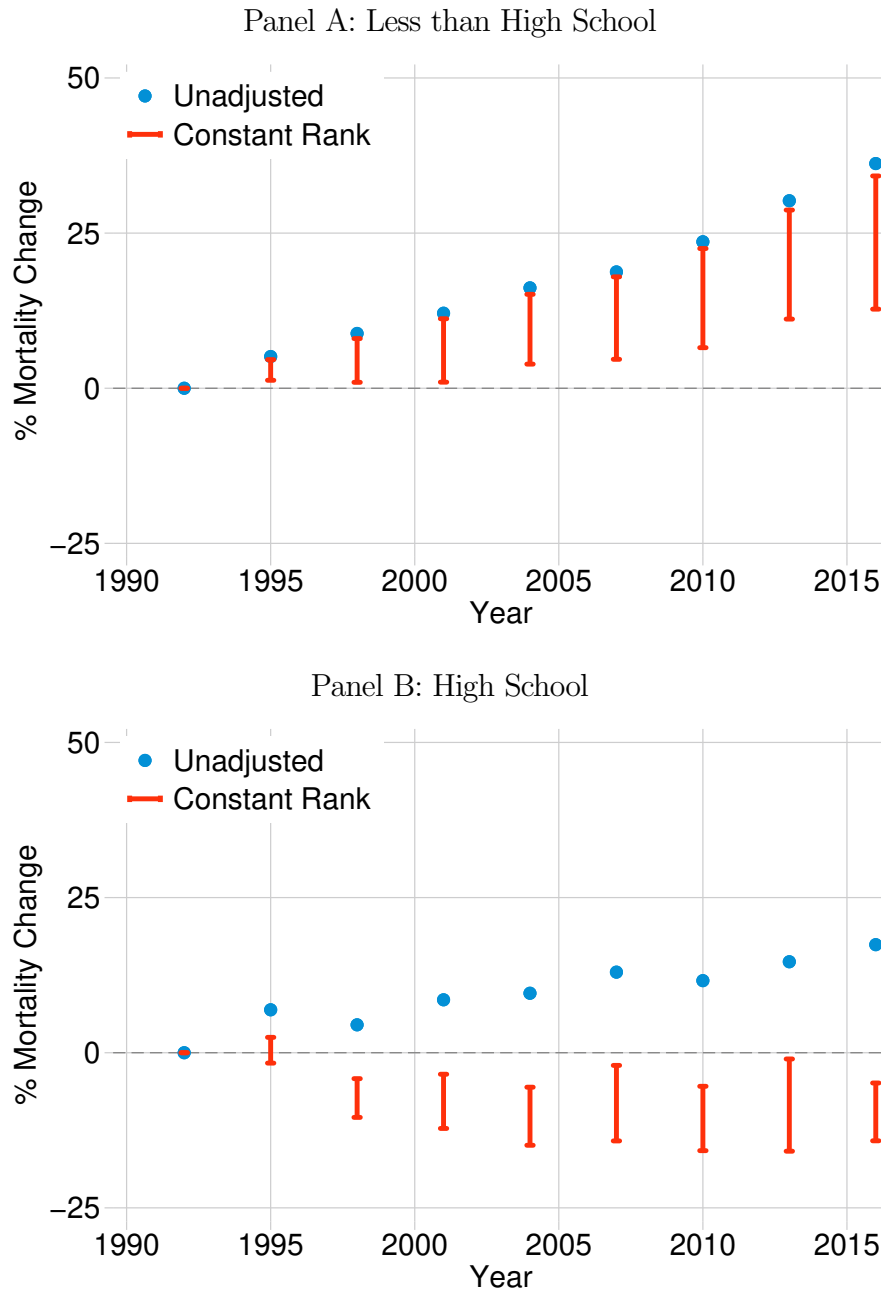 Panel A: Less than High School
50
Unadjusted
Constant Rank
25
% Mortality Change
0
−25
1990 1995 2000 2005 2010 2015
Year
Panel B: High School
50
Unadjusted
Constant Rank
25
% Mortality Change
0
−25
1990 1995 2000 2005 2010 2015
Year